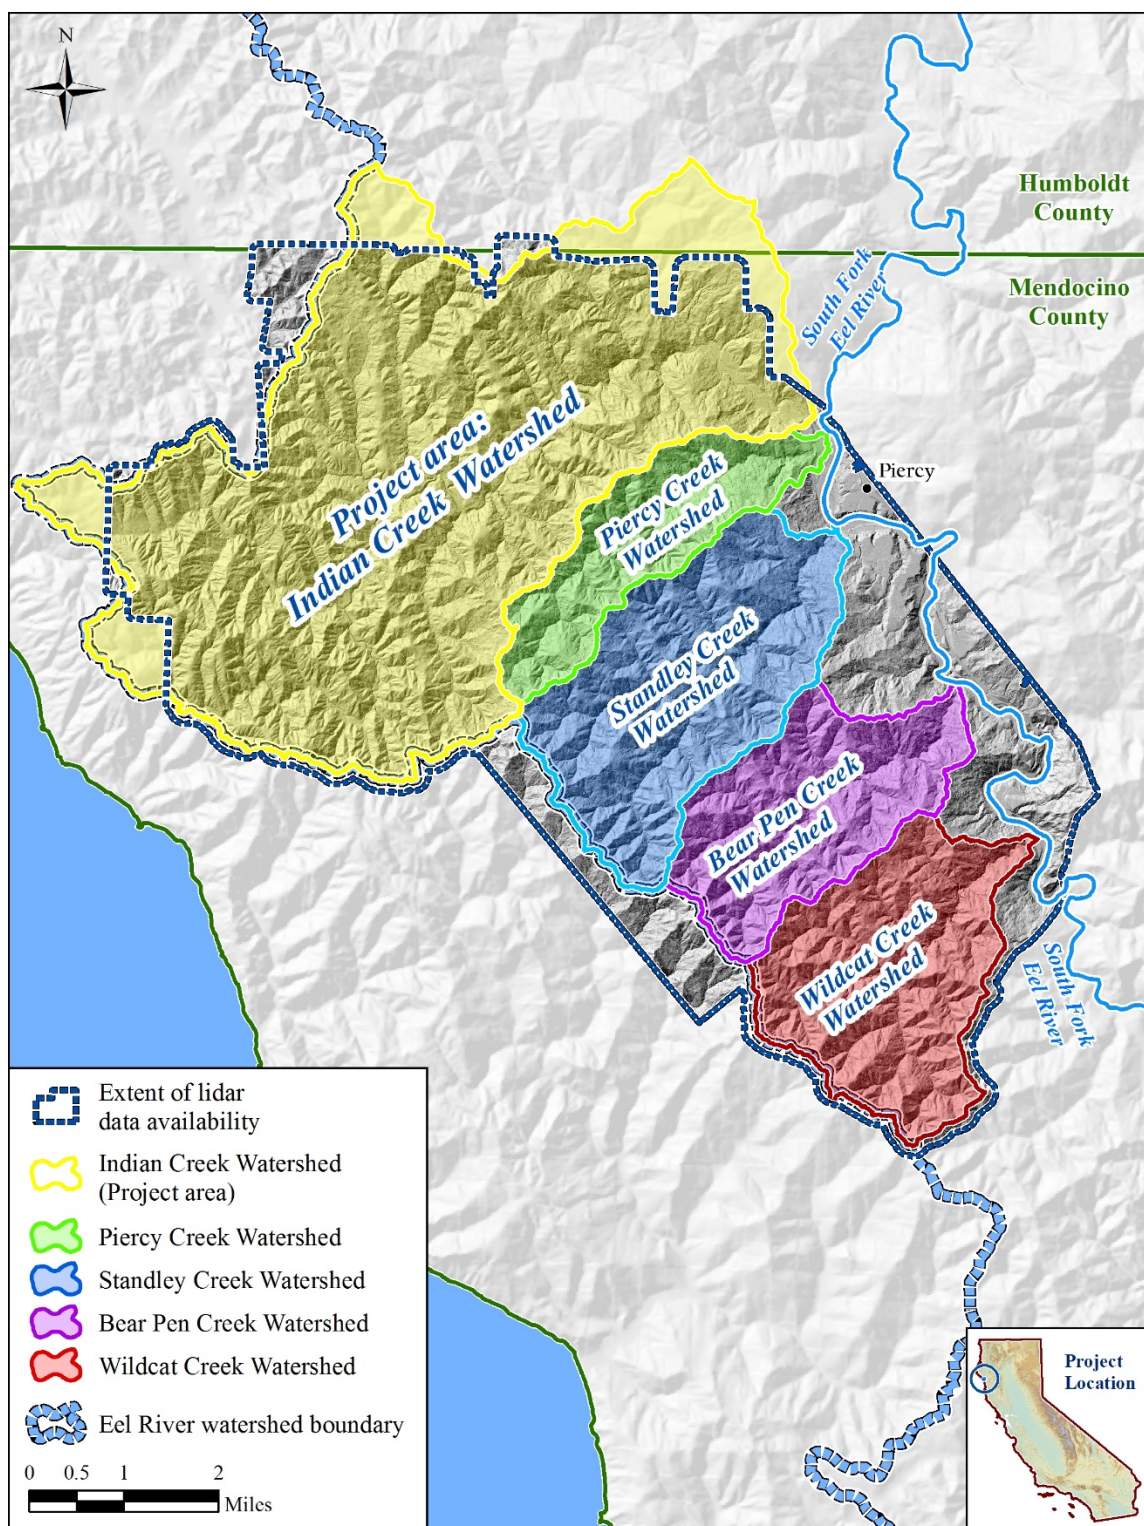 N
Humboldt
County
Mendocino
County
South Fork
Eel River
Project area:
Indian Creek Watershed
Piercy
Piercy Creek
Watershed
Standley Creek
Watershed
Bear Pen Creek
Watershed
Wildcat Creek
Watershed
South Fork
Eel River
Extent of lidar
data availability
Indian Creek Watershed
(Project area)
Piercy Creek Watershed
Standley Creek Watershed
Bear Pen Creek Watershed
Wildcat Creek Watershed
Eel River watershed boundary
0 0.5 1 2
Miles
Project
Location